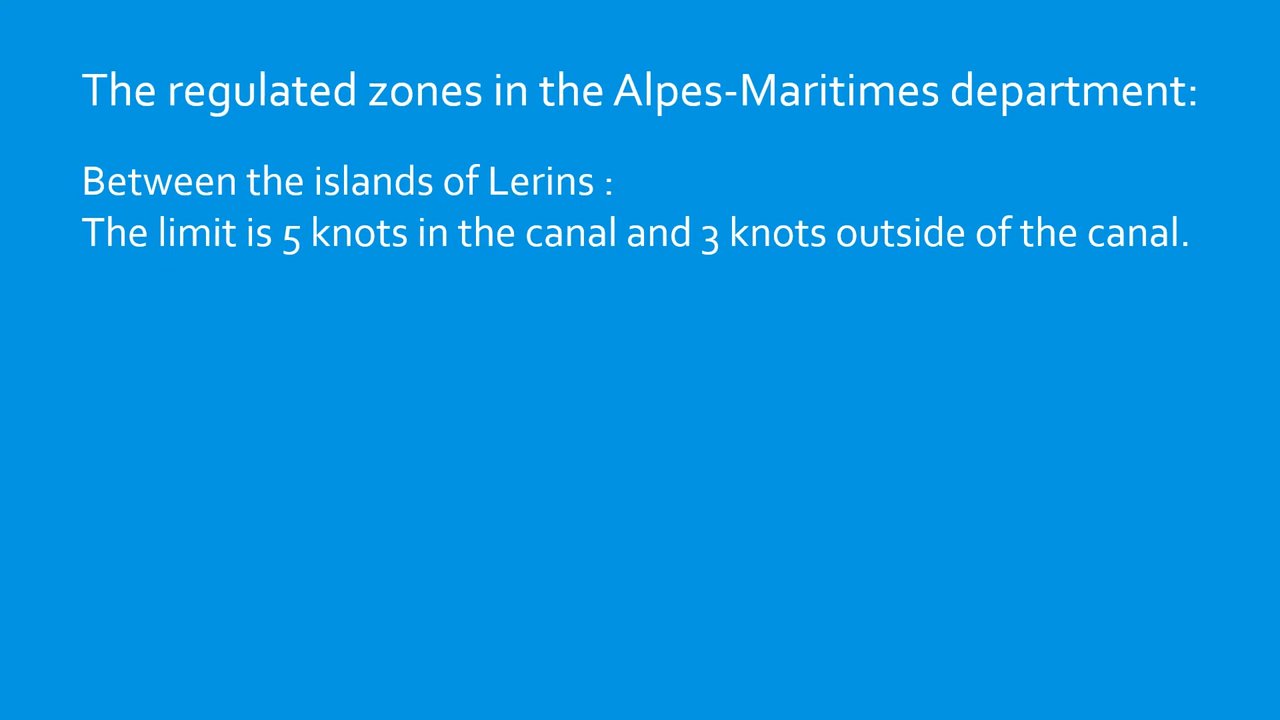 The regulated zones in the Alpes-Maritimes department:
Between the islands of Lerins :
The limit is 5 knots in the canal and 3 knots outside of the canal.